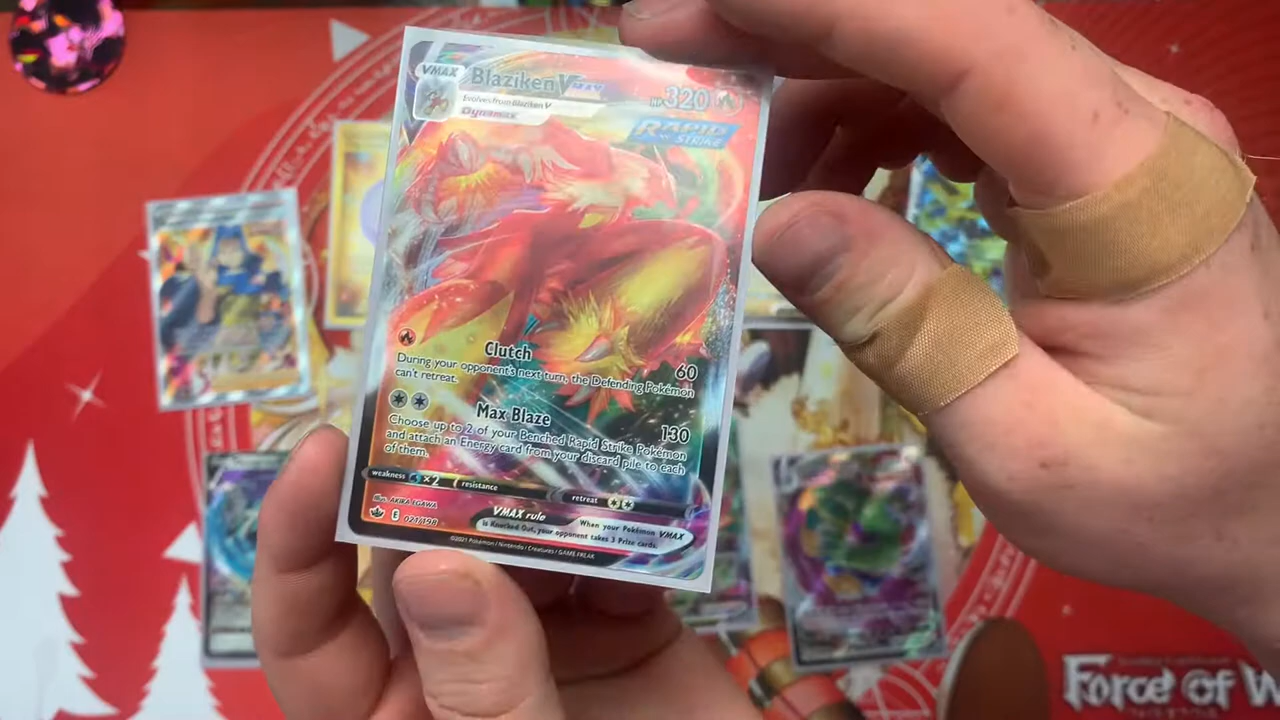 VMAX
Blaziken VMAX
HP 320
Evolves from Blaziken V
Dynamax
RAPID
STRIKE
Clutch 60
During your opponent's next turn, the Defending Pokémon
can't retreat.
Max Blaze 130
Choose up to 2 of your Benched Rapid Strike Pokémon
and attach an Energy card from your discard pile to each
of them.
weakness ×2 resistance retreat
Illus. AKIRA EGAWA
E 021/198
VMAX rule When your Pokémon VMAX
is Knocked Out, your opponent takes 3 Prize cards.
©2021 Pokémon / Nintendo / Creatures / GAME FREAK
Force of W